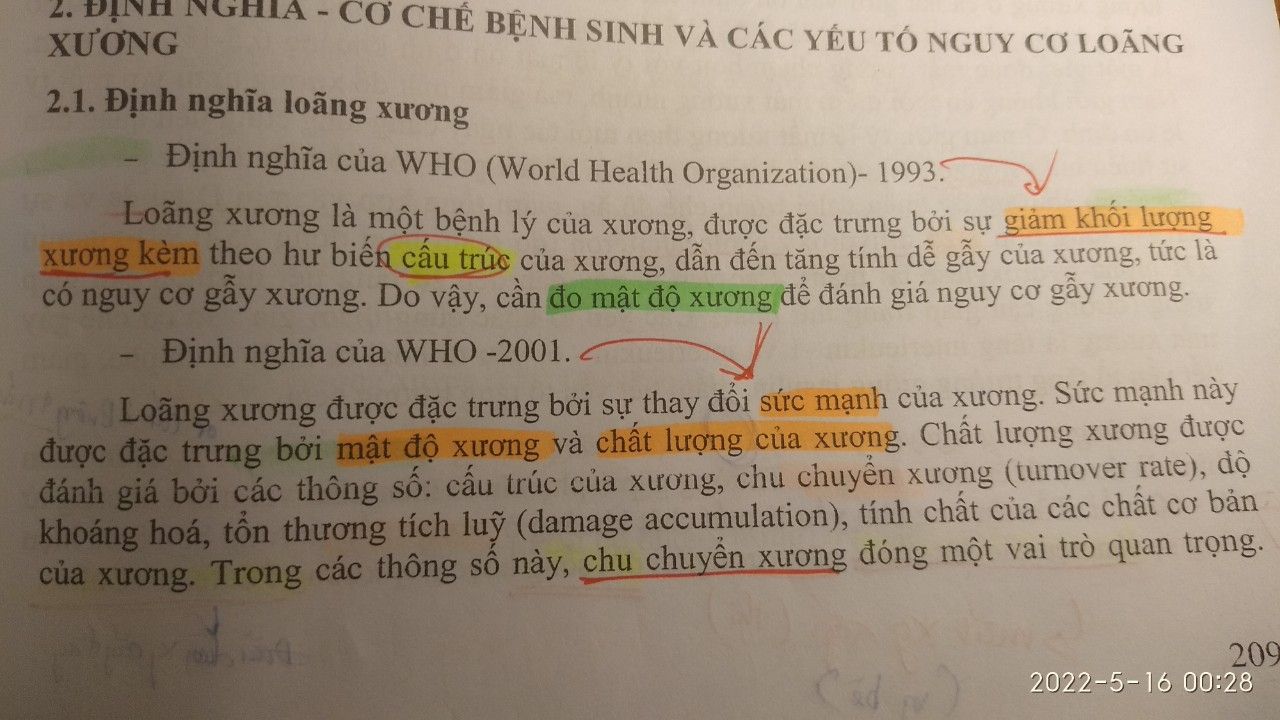 2. ĐỊNH NGHĨA - CƠ CHẾ BỆNH SINH VÀ CÁC YẾU TỐ NGUY CƠ LOÃNG
XƯƠNG
2.1. Định nghĩa loãng xương
- Định nghĩa của WHO (World Health Organization)- 1993.
Loãng xương là một bệnh lý của xương, được đặc trưng bởi sự giảm khối lượng
xương kèm theo hư biến cấu trúc của xương, dẫn đến tăng tính dễ gẫy của xương, tức là
có nguy cơ gẫy xương. Do vậy, cần đo mật độ xương để đánh giá nguy cơ gẫy xương.
- Định nghĩa của WHO -2001.
Loãng xương được đặc trưng bởi sự thay đổi sức mạnh của xương. Sức mạnh này
được đặc trưng bởi mật độ xương và chất lượng của xương. Chất lượng xương được
đánh giá bởi các thông số: cấu trúc của xương, chu chuyển xương (turnover rate), độ
khoáng hoá, tổn thương tích luỹ (damage accumulation), tính chất của các chất cơ bản
của xương. Trong các thông số này, chu chuyển xương đóng một vai trò quan trọng.
209
2022-5-16 00:28